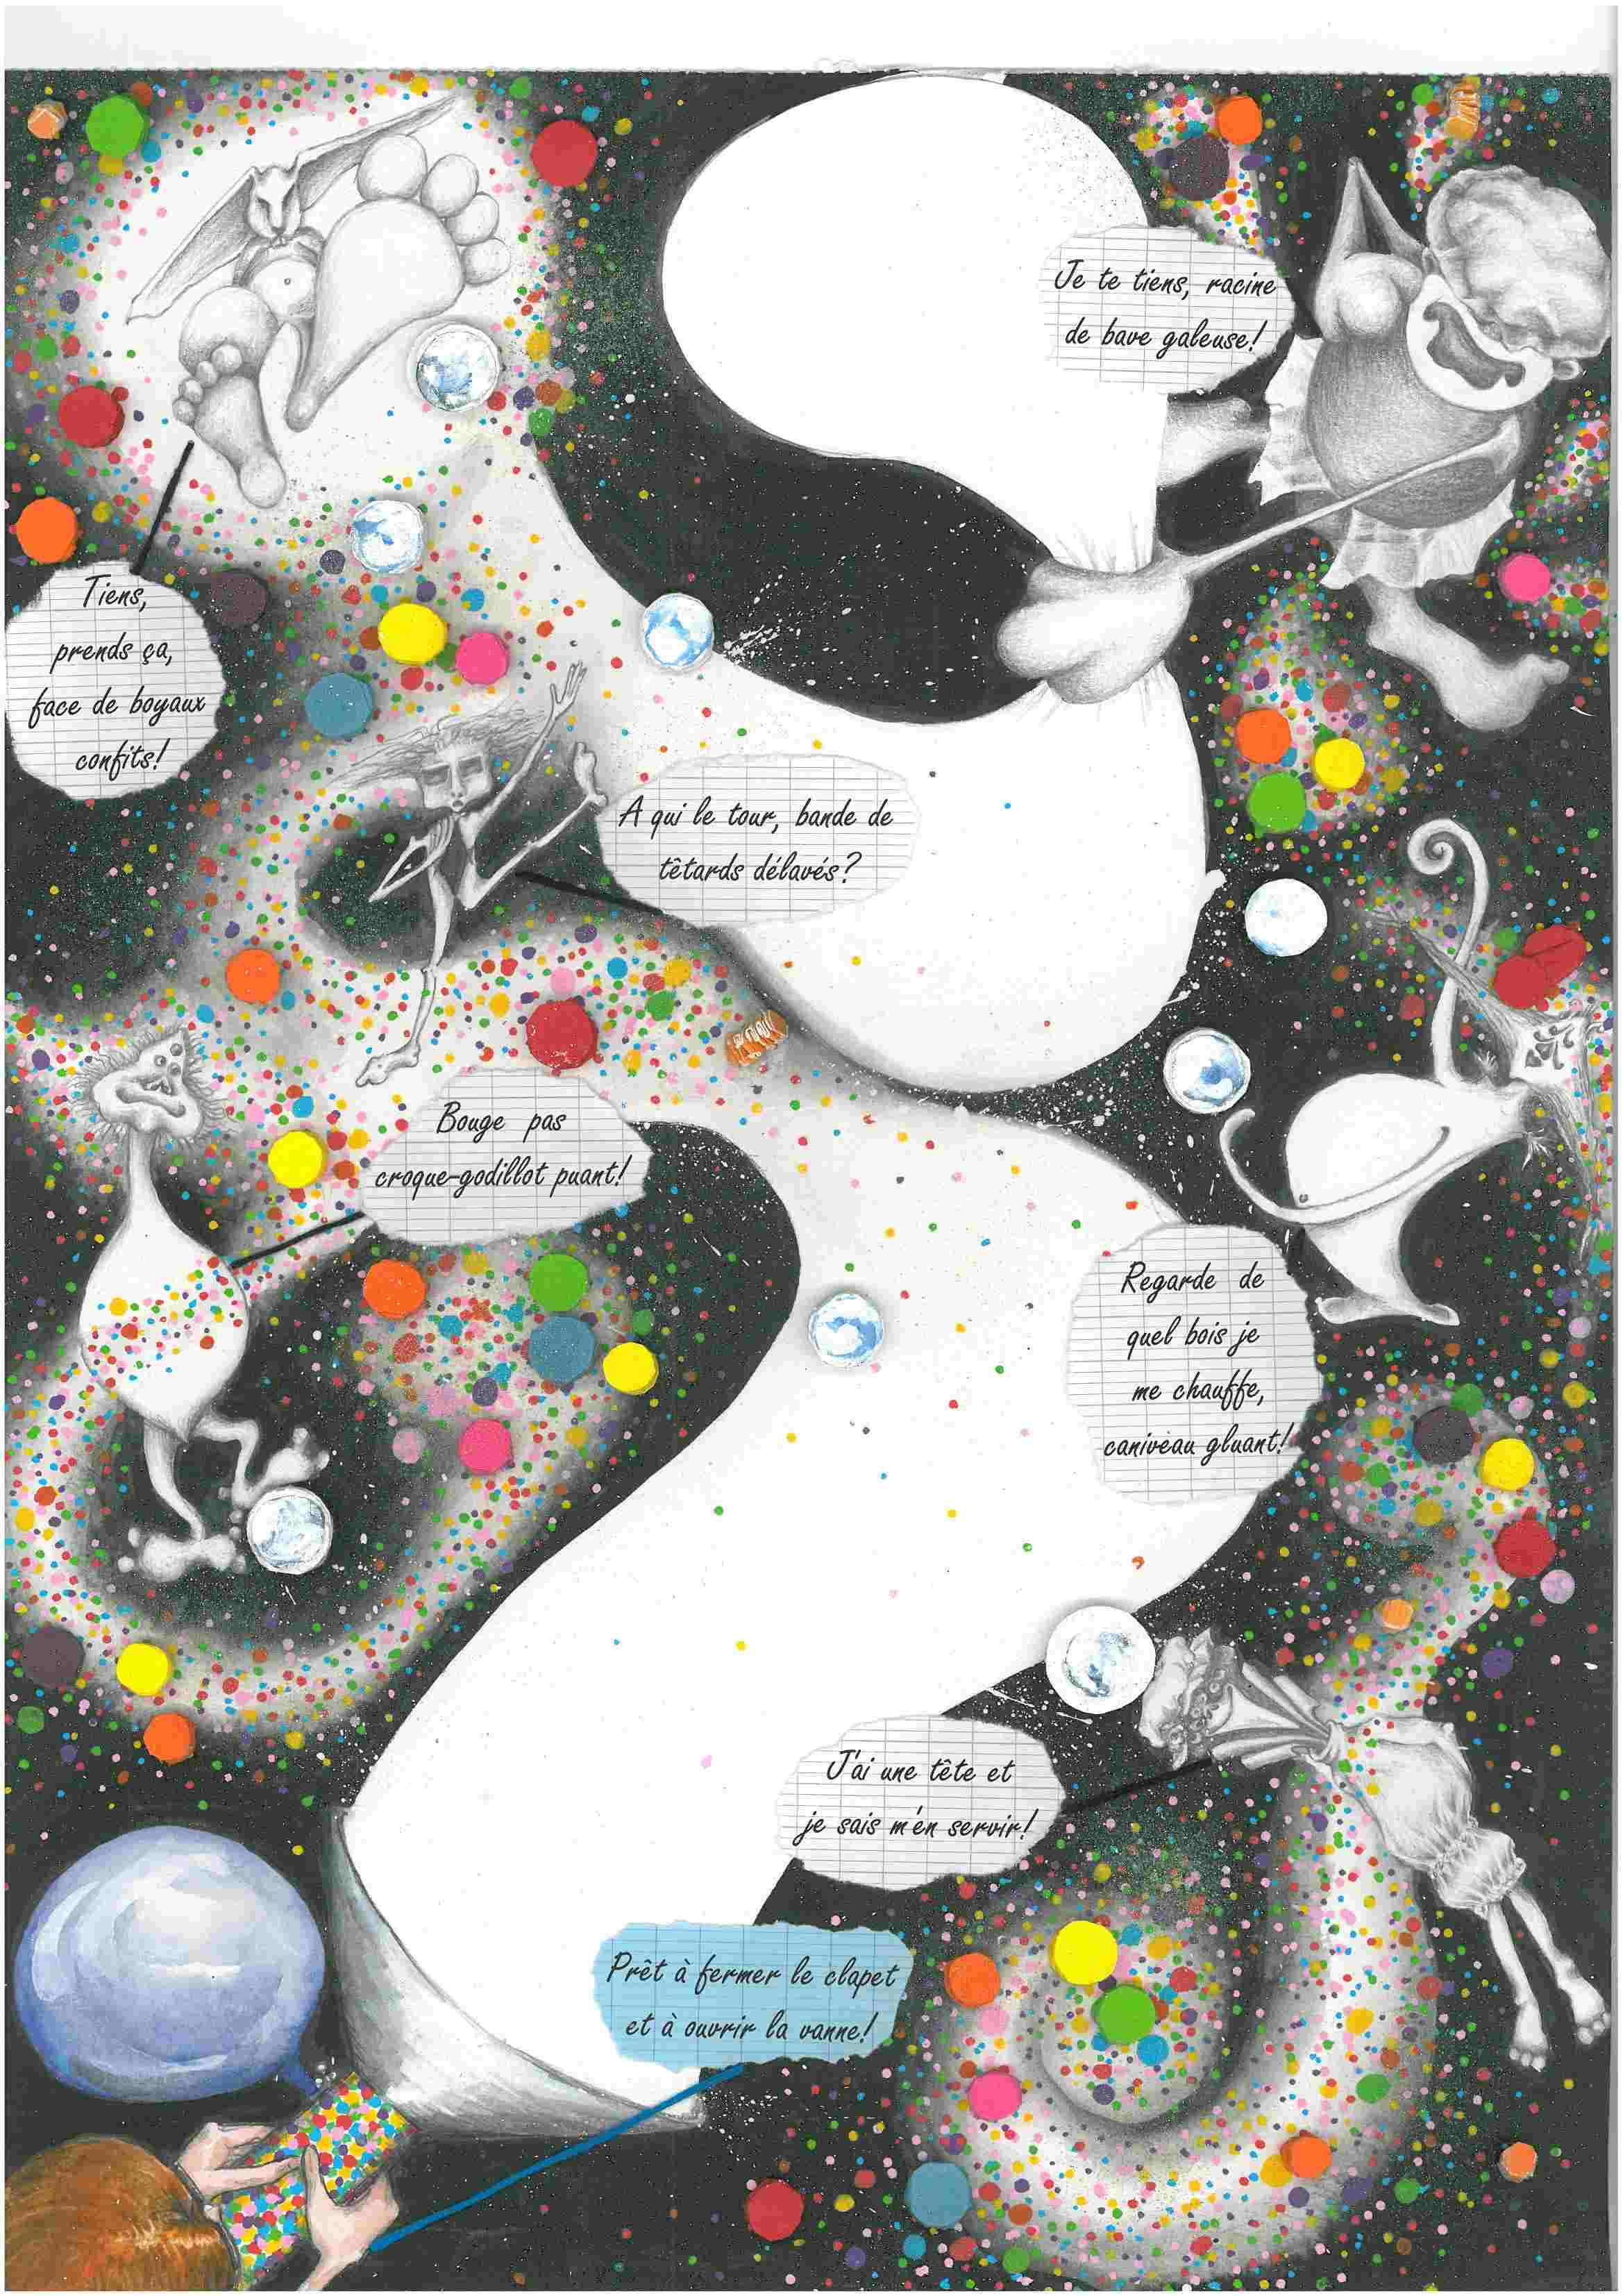 Je te tiens, racine
de bave galeuse!
Tiens,
prends ça,
face de boyaux
confits!
A qui le tour, bande de
têtards délavés?
Bouge pas
croque-godillot puant!
Regarde de
quel bois je
me chauffe,
caniveau gluant!
J'ai une tête et
je sais m'en servir!
Prêt à fermer le clapet
et à ouvrir la vanne!